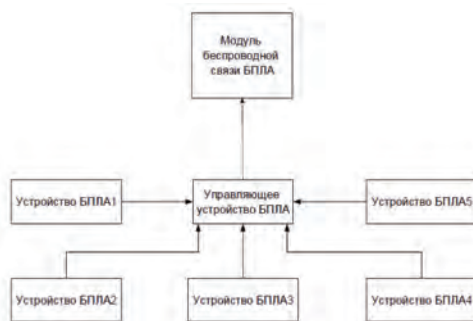 Модуль
беспроводной
связи БПЛА
Устройство БПЛА1
Управляющее
устройство БПЛА
Устройство БПЛА5
Устройство БПЛА2
Устройство БПЛА3
Устройство БПЛА4